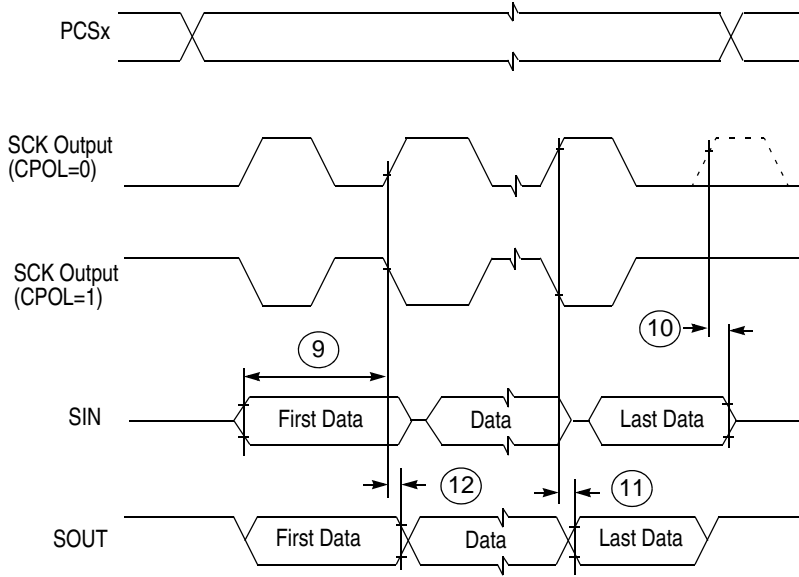 PCSx
SCK Output
(CPOL=0)
SCK Output
(CPOL=1)
10
9
SIN
First Data
Data
Last Data
12
11
SOUT
First Data
Data
Last Data